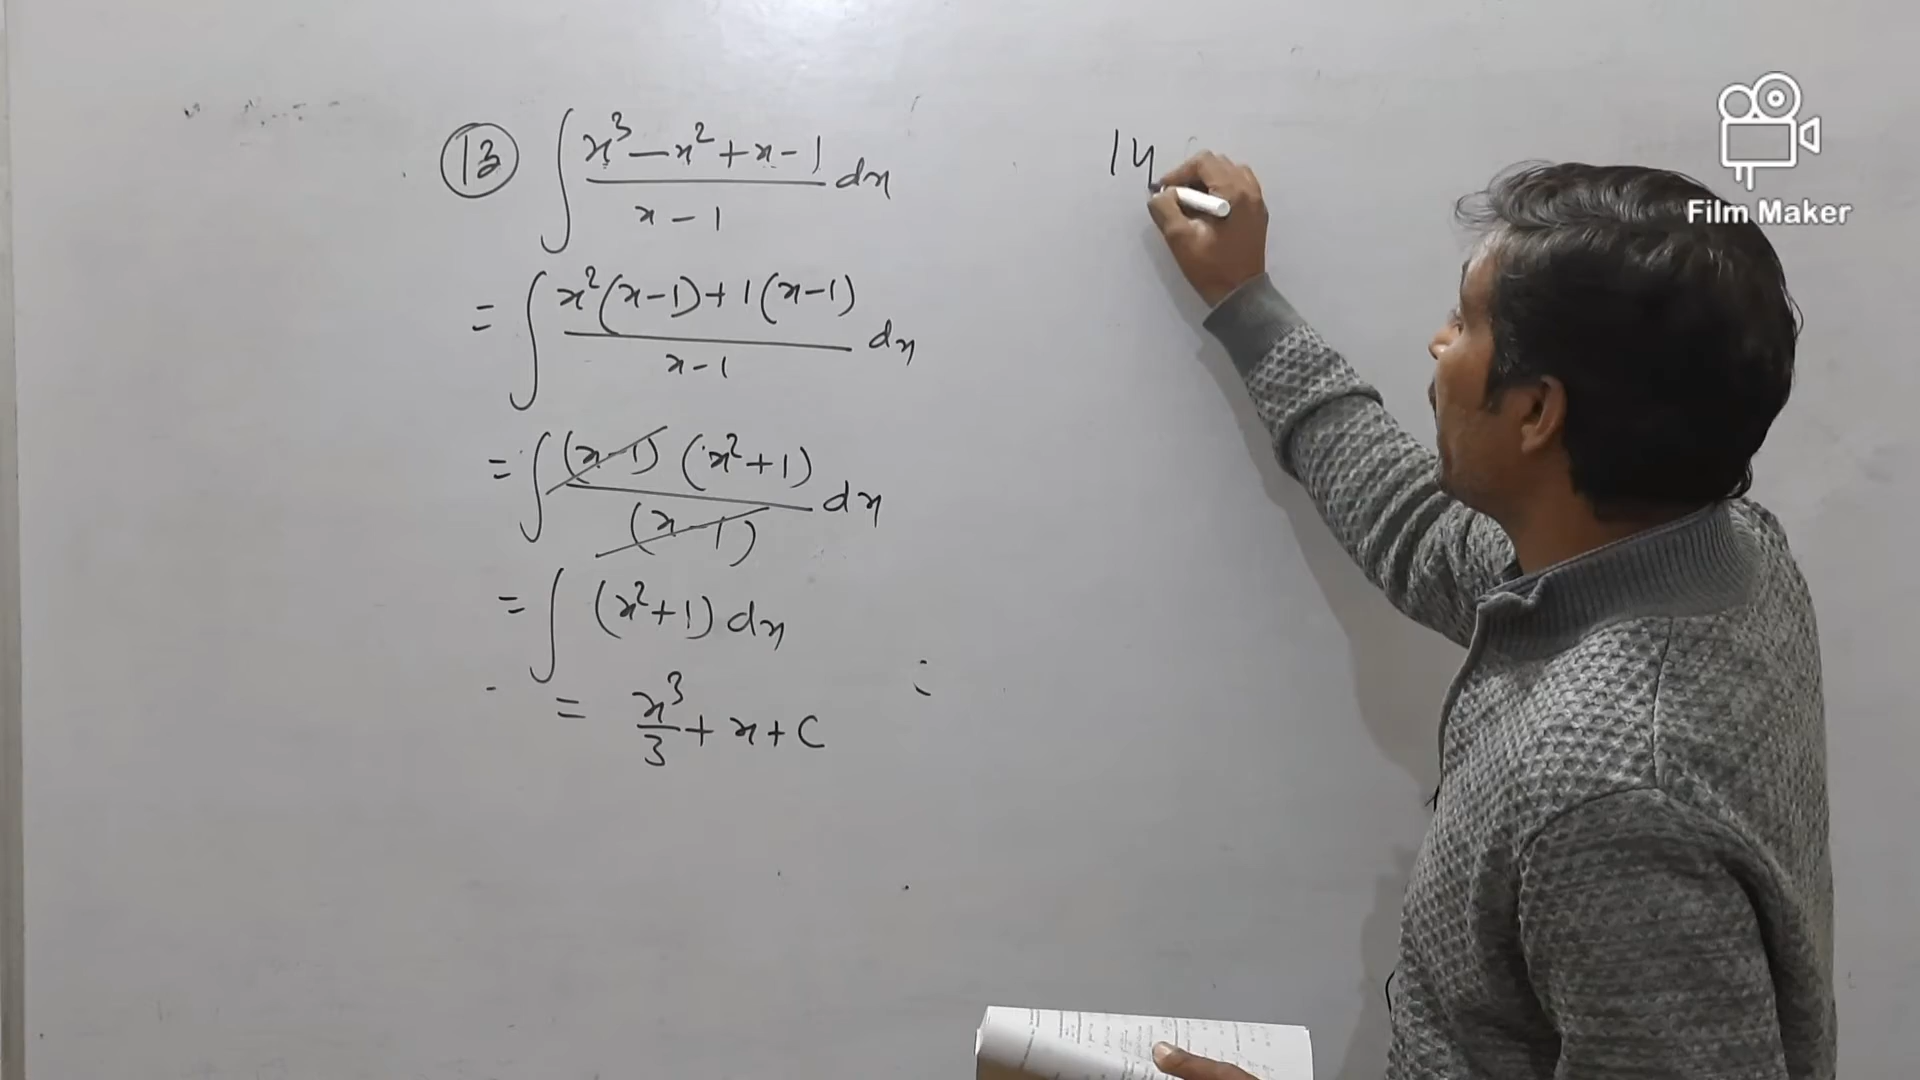 (13) ∫ x³ - x² + x - 1 / x - 1 dx
= ∫ x²(x-1) + 1(x-1) / x-1 dx
= ∫ (x-1) (x²+1) / (x-1) dx
= ∫ (x²+1) dx
= x³/3 + x + C
14
Film Maker